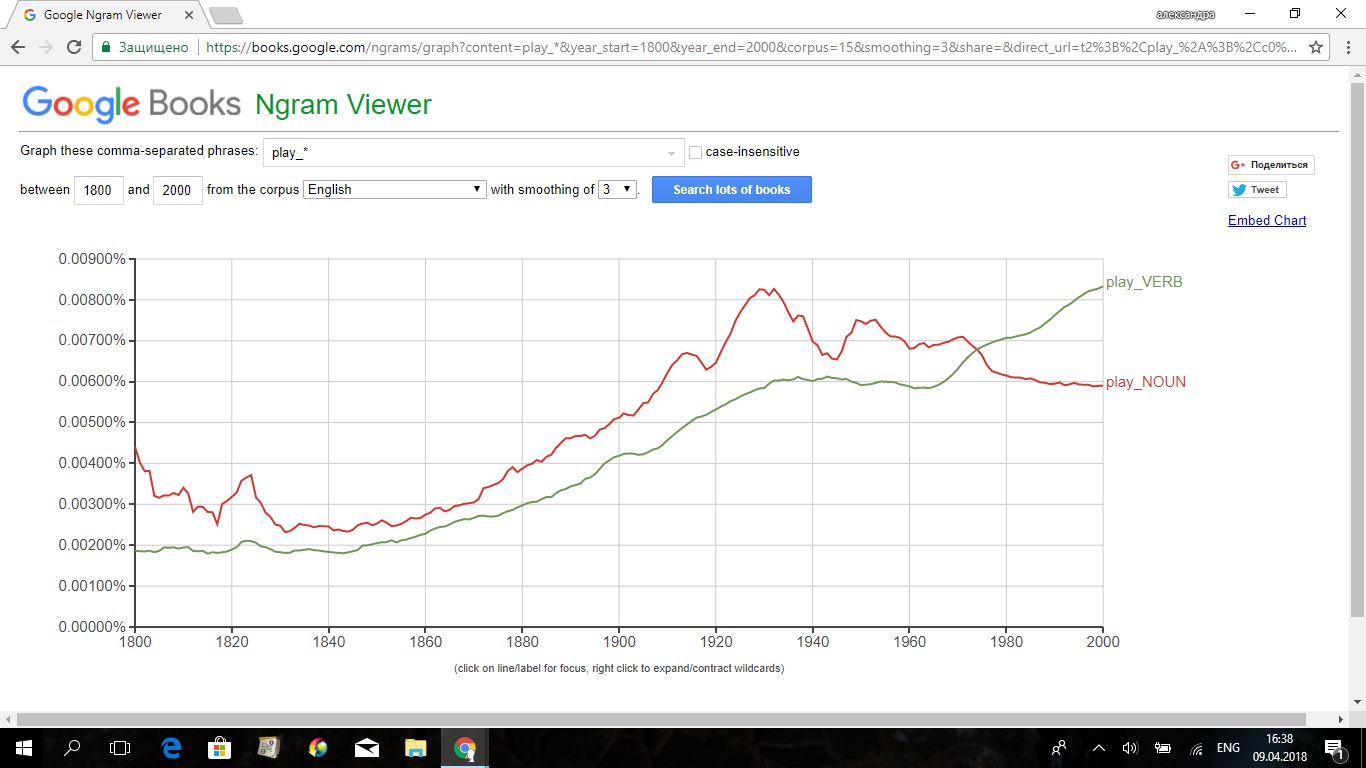 Google Ngram Viewer
александра
Защищено https://books.google.com/ngrams/graph?content=play_*&year_start=1800&year_end=2000&corpus=15&smoothing=3&share=&direct_url=t2%3B%2Cplay_%2A%3B%2Cc0%...
Google Books Ngram Viewer
Graph these comma-separated phrases: play_* case-insensitive
between 1800 and 2000 from the corpus English with smoothing of 3 . Search lots of books
Поделиться
Tweet
Embed Chart
0.00900%
0.00800%
0.00700%
0.00600%
0.00500%
0.00400%
0.00300%
0.00200%
0.00100%
0.00000%
play_VERB
play_NOUN
1800 1820 1840 1860 1880 1900 1920 1940 1960 1980 2000
(click on line/label for focus, right click to expand/contract wildcards)
ENG
16:38
09.04.2018
1